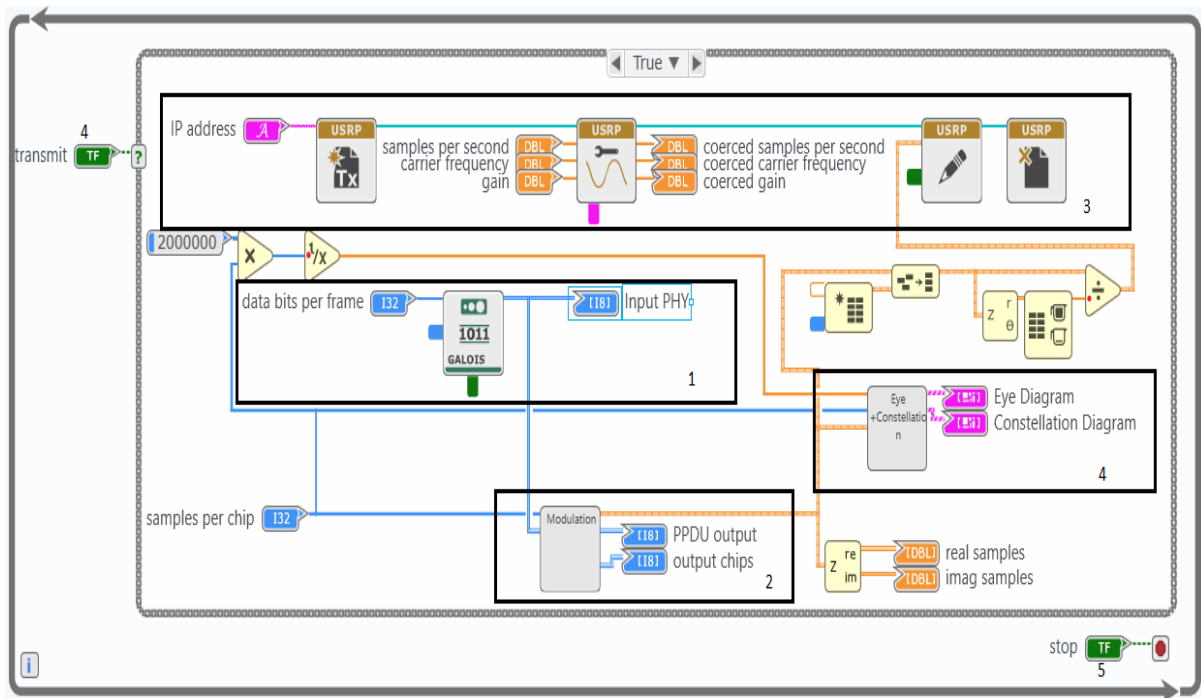 True ▼
4
transmit
TF
?
IP address
A
USRP
Tx
samples per second
carrier frequency
gain
DBL
DBL
DBL
USRP
DBL
DBL
DBL
coerced samples per second
coerced carrier frequency
coerced gain
USRP
USRP
3
2000000
x
1/x
data bits per frame
I32
1011
GALOIS
[I8]
Input PHY
1
z
r
θ
÷
Eye
+Constellatio
n
Eye Diagram
Constellation Diagram
4
samples per chip
I32
Modulation
[I8]
PPDU output
[I8]
output chips
2
z
re
im
[DBL]
real samples
[DBL]
imag samples
stop
TF
5
i